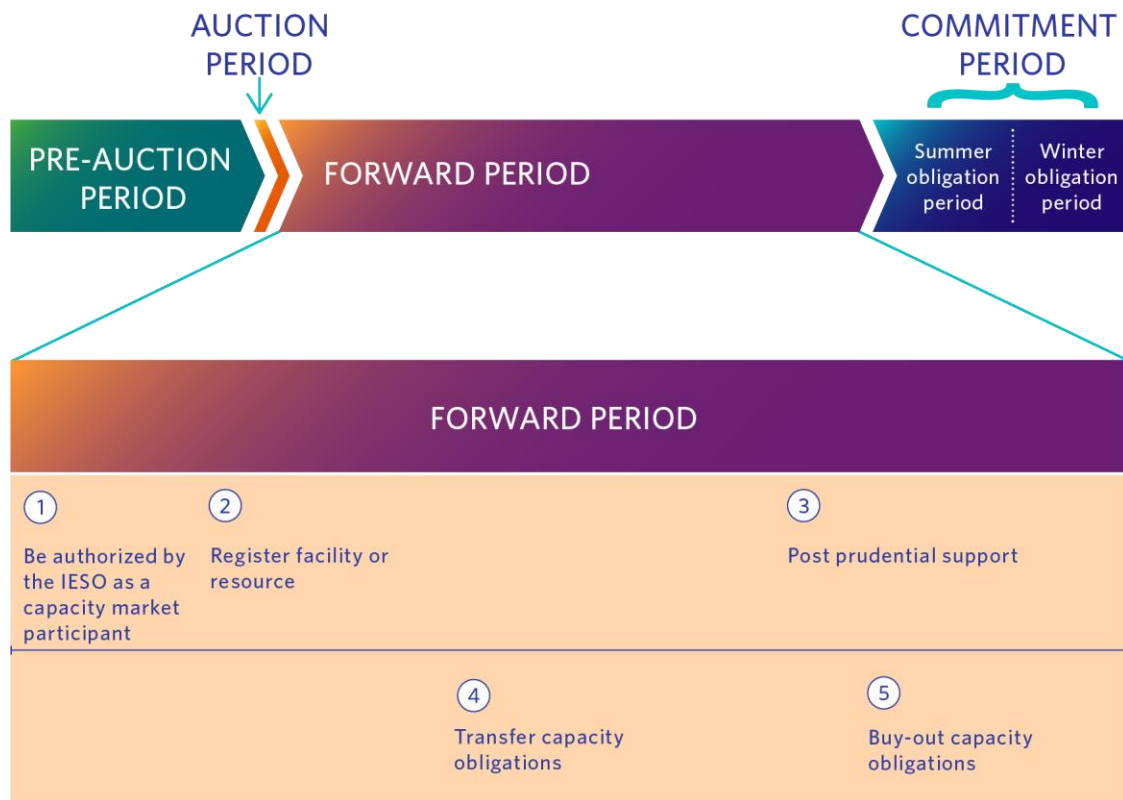 AUCTION
PERIOD
COMMITMENT
PERIOD
PRE-AUCTION
PERIOD
FORWARD PERIOD
Summer
obligation
period
Winter
obligation
period
FORWARD PERIOD
1
Be authorized by
the IESO as a
capacity market
participant
2
Register facility or
resource
3
Post prudential support
4
Transfer capacity
obligations
5
Buy-out capacity
obligations